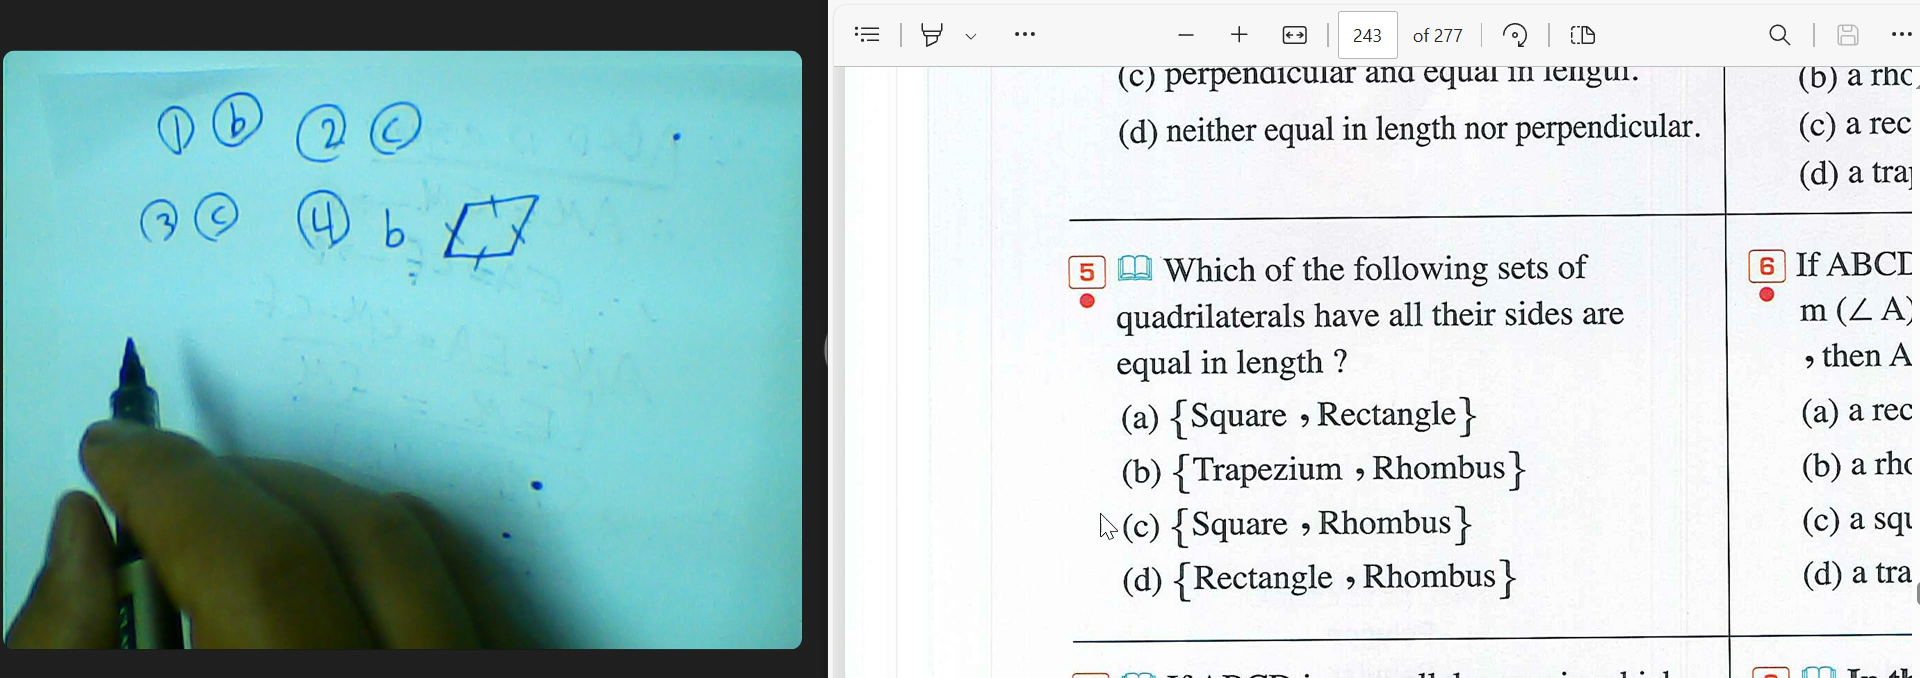 ① ⓑ ② ⓒ
③ ⓒ ④ b
243 of 277
(c) perpendicular and equal in length.
(d) neither equal in length nor perpendicular.
(b) a rho
(c) a rec
(d) a tra
5 Which of the following sets of
quadrilaterals have all their sides are
equal in length ?
(a) {Square , Rectangle}
(b) {Trapezium , Rhombus}
(c) {Square , Rhombus}
(d) {Rectangle , Rhombus}
6 If ABCD
m (∠ A)
, then A
(a) a rec
(b) a rho
(c) a squ
(d) a tra